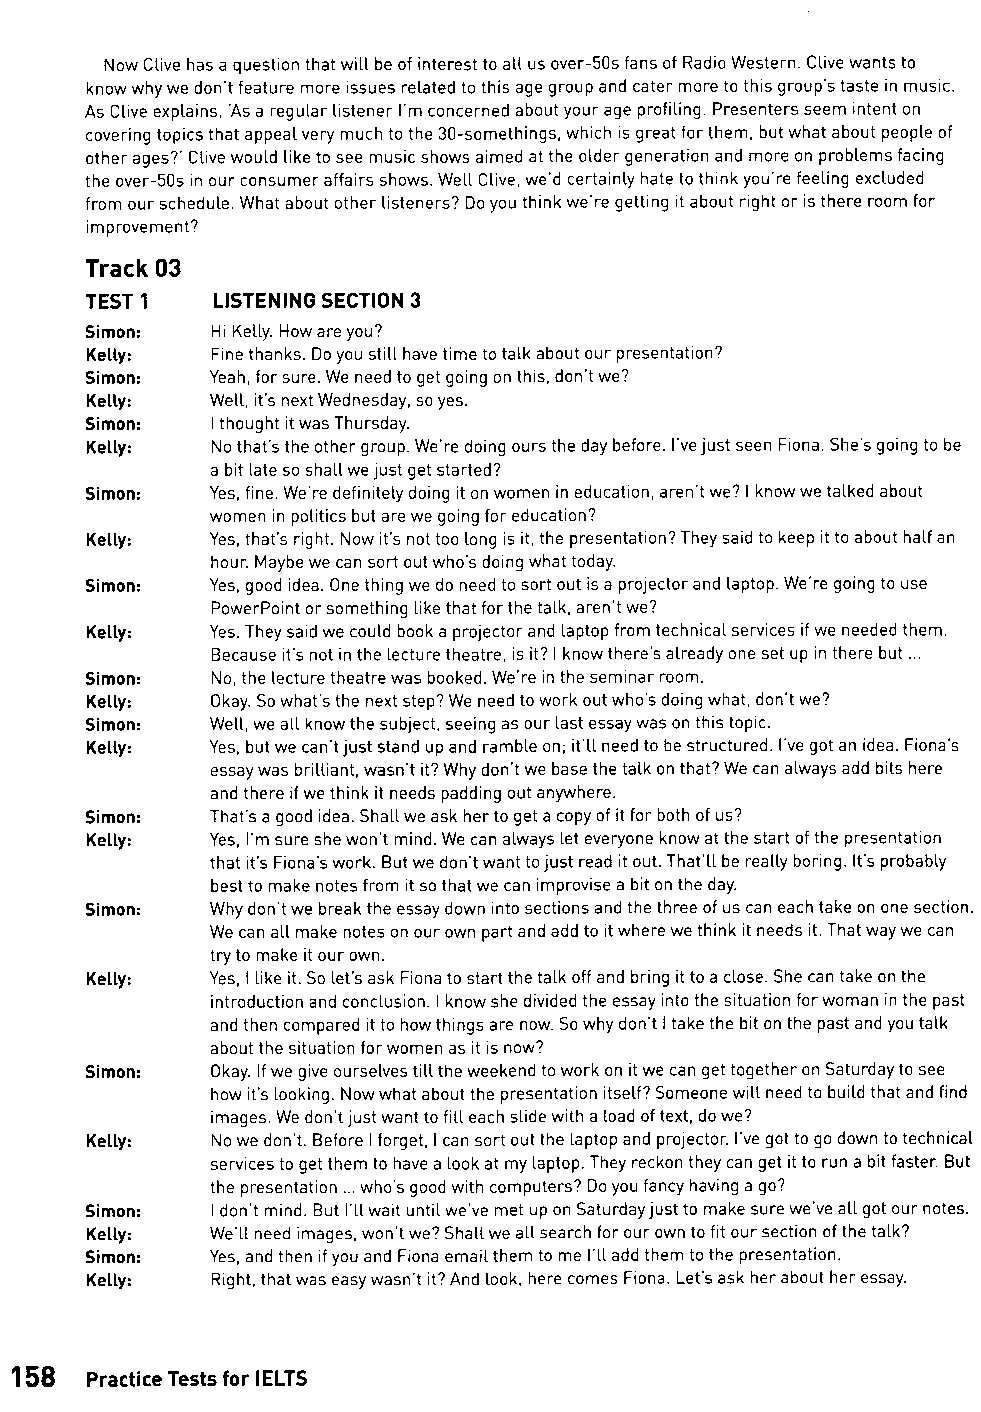 Now Clive has a question that will be of interest to all us over-50s fans of Radio Western. Clive wants to
know why we don't feature more issues related to this age group and cater more to this group's taste in music.
As Clive explains, 'As a regular listener I'm concerned about your age profiling. Presenters seem intent on
covering topics that appeal very much to the 30-somethings, which is great for them, but what about people of
other ages?' Clive would like to see music shows aimed at the older generation and more on problems facing
the over-50s in our consumer affairs shows. Well Clive, we'd certainly hate to think you're feeling excluded
from our schedule. What about other listeners? Do you think we're getting it about right or is there room for
improvement?
Track 03
TEST 1 LISTENING SECTION 3
Simon: Hi Kelly. How are you?
Kelly: Fine thanks. Do you still have time to talk about our presentation?
Simon: Yeah, for sure. We need to get going on this, don't we?
Kelly: Well, it's next Wednesday, so yes.
Simon: I thought it was Thursday.
Kelly: No that's the other group. We're doing ours the day before. I've just seen Fiona. She's going to be
a bit late so shall we just get started?
Simon: Yes, fine. We're definitely doing it on women in education, aren't we? I know we talked about
women in politics but are we going for education?
Kelly: Yes, that's right. Now it's not too long is it, the presentation? They said to keep it to about half an
hour. Maybe we can sort out who's doing what today.
Simon: Yes, good idea. One thing we do need to sort out is a projector and laptop. We're going to use
PowerPoint or something like that for the talk, aren't we?
Kelly: Yes. They said we could book a projector and laptop from technical services if we needed them.
Because it's not in the lecture theatre, is it? I know there's already one set up in there but ...
Simon: No, the lecture theatre was booked. We're in the seminar room.
Kelly: Okay. So what's the next step? We need to work out who's doing what, don't we?
Simon: Well, we all know the subject, seeing as our last essay was on this topic.
Kelly: Yes, but we can't just stand up and ramble on; it'll need to be structured. I've got an idea. Fiona's
essay was brilliant, wasn't it? Why don't we base the talk on that? We can always add bits here
and there if we think it needs padding out anywhere.
Simon: That's a good idea. Shall we ask her to get a copy of it for both of us?
Kelly: Yes, I'm sure she won't mind. We can always let everyone know at the start of the presentation
that it's Fiona's work. But we don't want to just read it out. That'll be really boring. It's probably
best to make notes from it so that we can improvise a bit on the day.
Simon: Why don't we break the essay down into sections and the three of us can each take on one section.
We can all make notes on our own part and add to it where we think it needs it. That way we can
try to make it our own.
Kelly: Yes, I like it. So let's ask Fiona to start the talk off and bring it to a close. She can take on the
introduction and conclusion. I know she divided the essay into the situation for woman in the past
and then compared it to how things are now. So why don't I take the bit on the past and you talk
about the situation for women as it is now?
Simon: Okay. If we give ourselves till the weekend to work on it we can get together on Saturday to see
how it's looking. Now what about the presentation itself? Someone will need to build that and find
images. We don't just want to fill each slide with a load of text, do we?
Kelly: No we don't. Before I forget, I can sort out the laptop and projector. I've got to go down to technical
services to get them to have a look at my laptop. They reckon they can get it to run a bit faster. But
the presentation ... who's good with computers? Do you fancy having a go?
Simon: I don't mind. But I'll wait until we've met up on Saturday just to make sure we've all got our notes.
Kelly: We'll need images, won't we? Shall we all search for our own to fit our section of the talk?
Simon: Yes, and then if you and Fiona email them to me I'll add them to the presentation.
Kelly: Right, that was easy wasn't it? And look, here comes Fiona. Let's ask her about her essay.
158 Practice Tests for IELTS